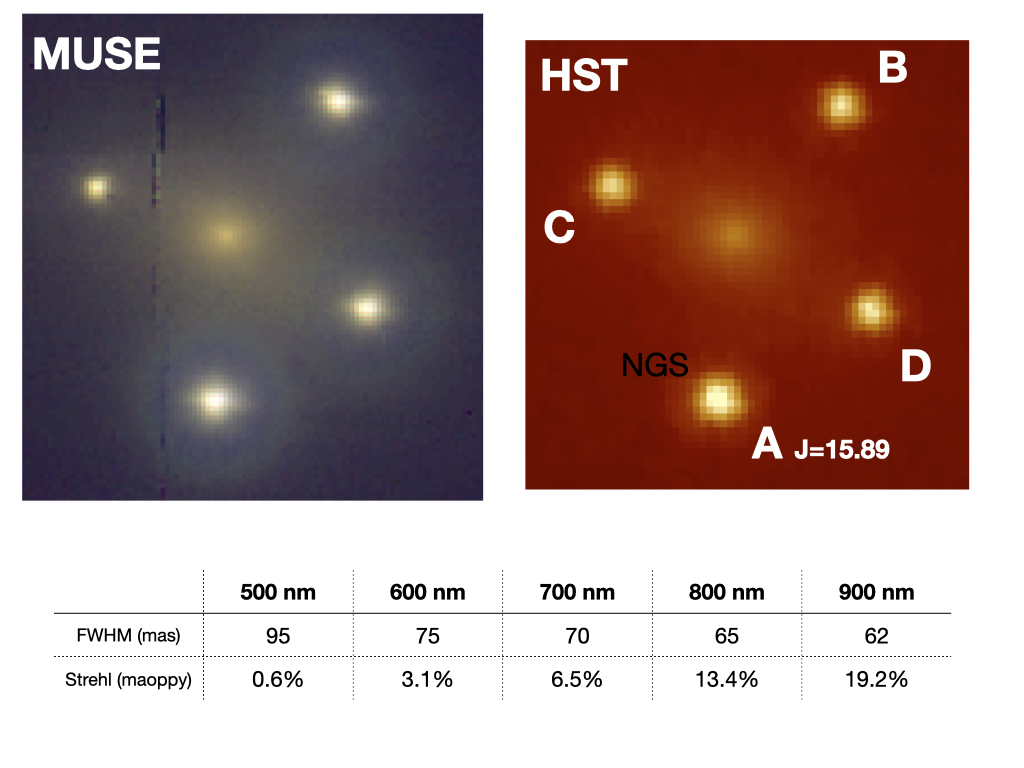 MUSE
HST
B
C
NGS
D
A J=15.89
500 nm 600 nm 700 nm 800 nm 900 nm
FWHM (mas) 95 75 70 65 62
Strehl (maoppy) 0.6% 3.1% 6.5% 13.4% 19.2%